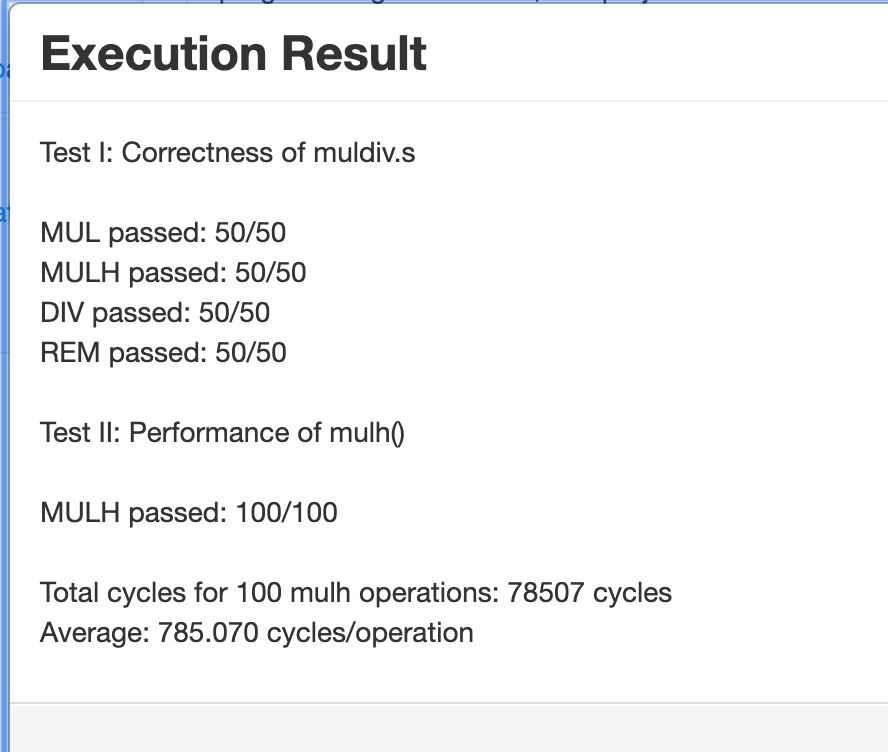 Execution Result
Test I: Correctness of muldiv.s
MUL passed: 50/50
MULH passed: 50/50
DIV passed: 50/50
REM passed: 50/50
Test II: Performance of mulh()
MULH passed: 100/100
Total cycles for 100 mulh operations: 78507 cycles
Average: 785.070 cycles/operation